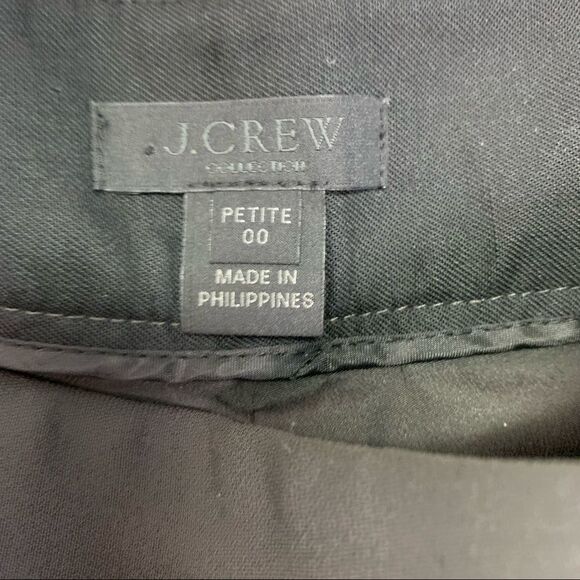 J.CREW
COLLECTION
PETITE
00
MADE IN
PHILIPPINES